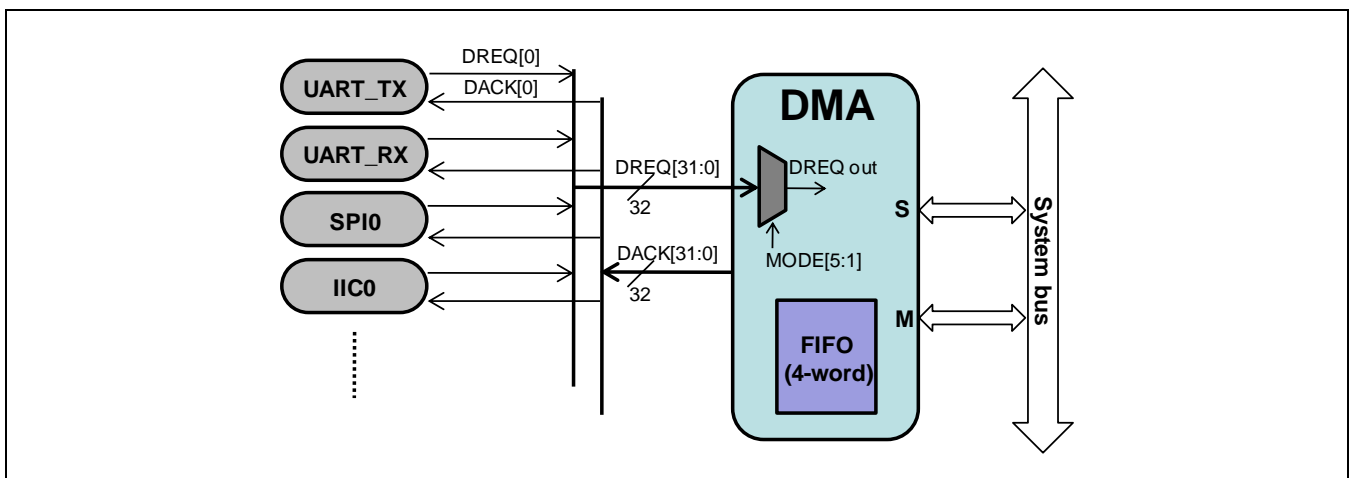 DREQ[0]
UART_TX
DACK[0]
UART_RX
SPI0
IIC0
DREQ[31:0]
32
DACK[31:0]
32
DMA
DREQ out
MODE[5:1]
FIFO
(4-word)
S
M
System bus